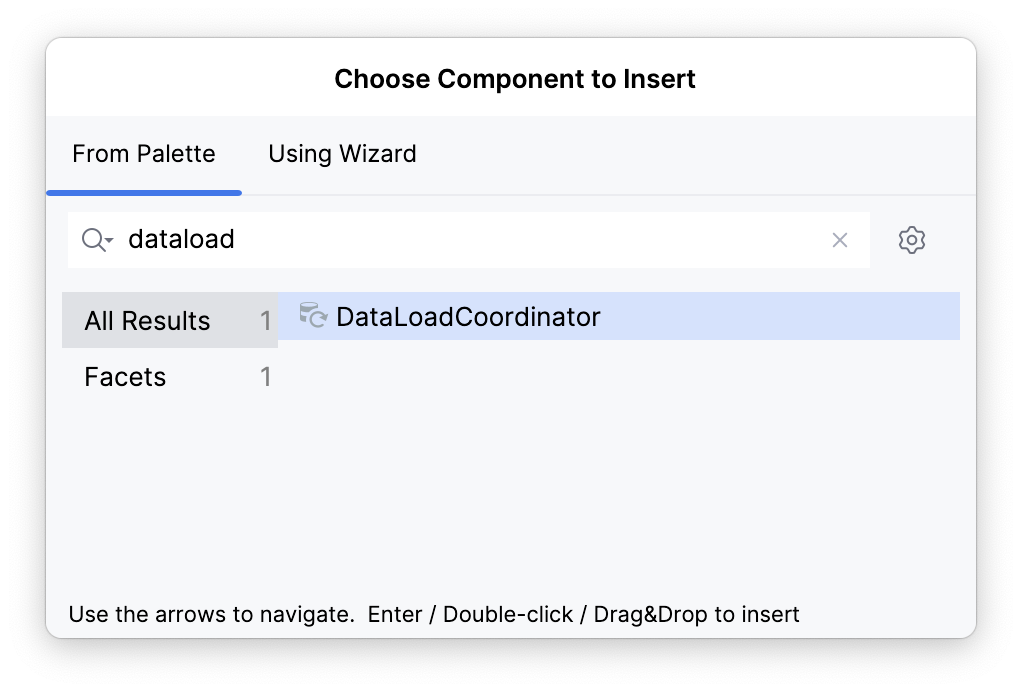 Choose Component to Insert
From Palette Using Wizard
dataload
All Results 1 DataLoadCoordinator
Facets 1
Use the arrows to navigate. Enter / Double-click / Drag&Drop to insert